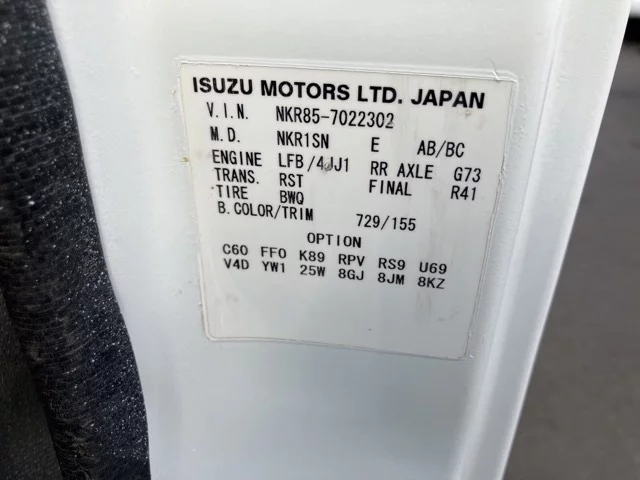 ISUZU MOTORS LTD. JAPAN
V.I.N. NKR85-7022302
M.D. NKR1SN E AB/BC
ENGINE LFB/4JJ1 RR AXLE G73
TRANS. RST FINAL R41
TIRE BWQ
B.COLOR/TRIM 729/155
OPTION
C60 FF0 K89 RPV RS9 U69
V4D YW1 25W 8GJ 8JM 8KZ